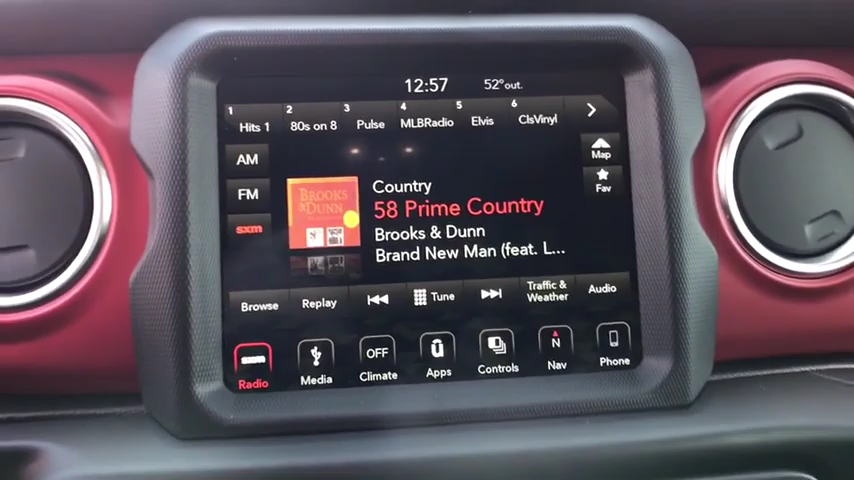 12:57 52°out.
1 2 3 4 5 6
Hits 1 80s on 8 Pulse MLBRadio Elvis ClsVinyl
AM
Map
FM
Fav
sxm
BROOKS
&DUNN
Country
58 Prime Country
Brooks & Dunn
Brand New Man (feat. L...
Browse Replay Tune Traffic &
Weather Audio
sxm OFF N
Radio Media Climate Apps Controls Nav Phone